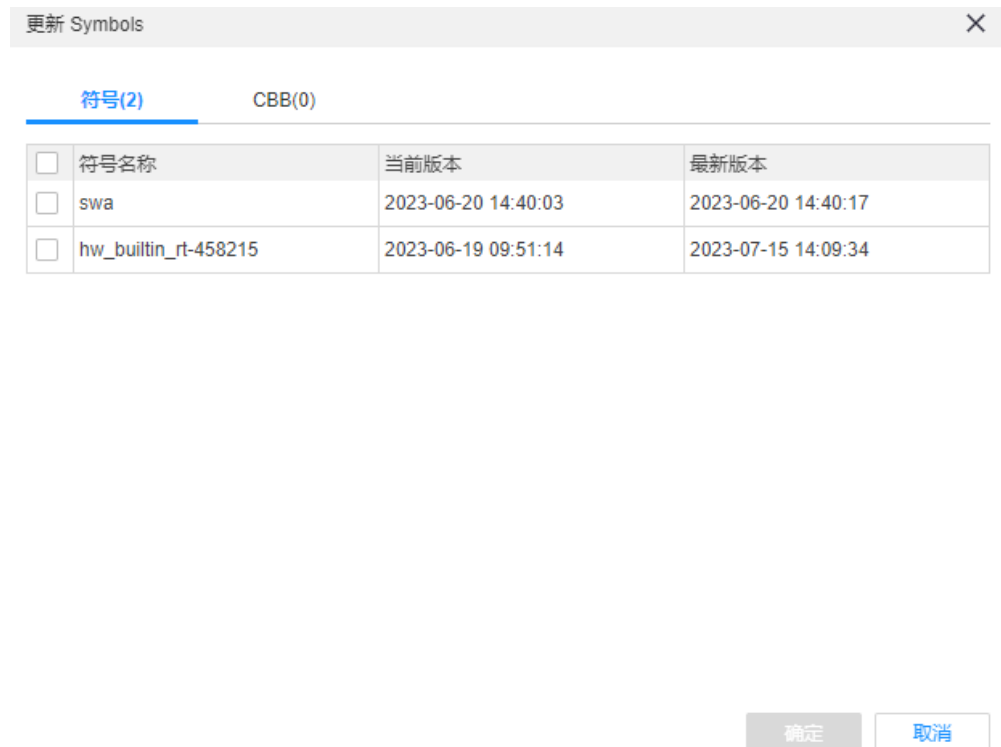 更新 Symbols
符号(2) CBB(0)
符号名称 当前版本 最新版本
swa 2023-06-20 14:40:03 2023-06-20 14:40:17
hw_builtin_rt-458215 2023-06-19 09:51:14 2023-07-15 14:09:34
确定 取消